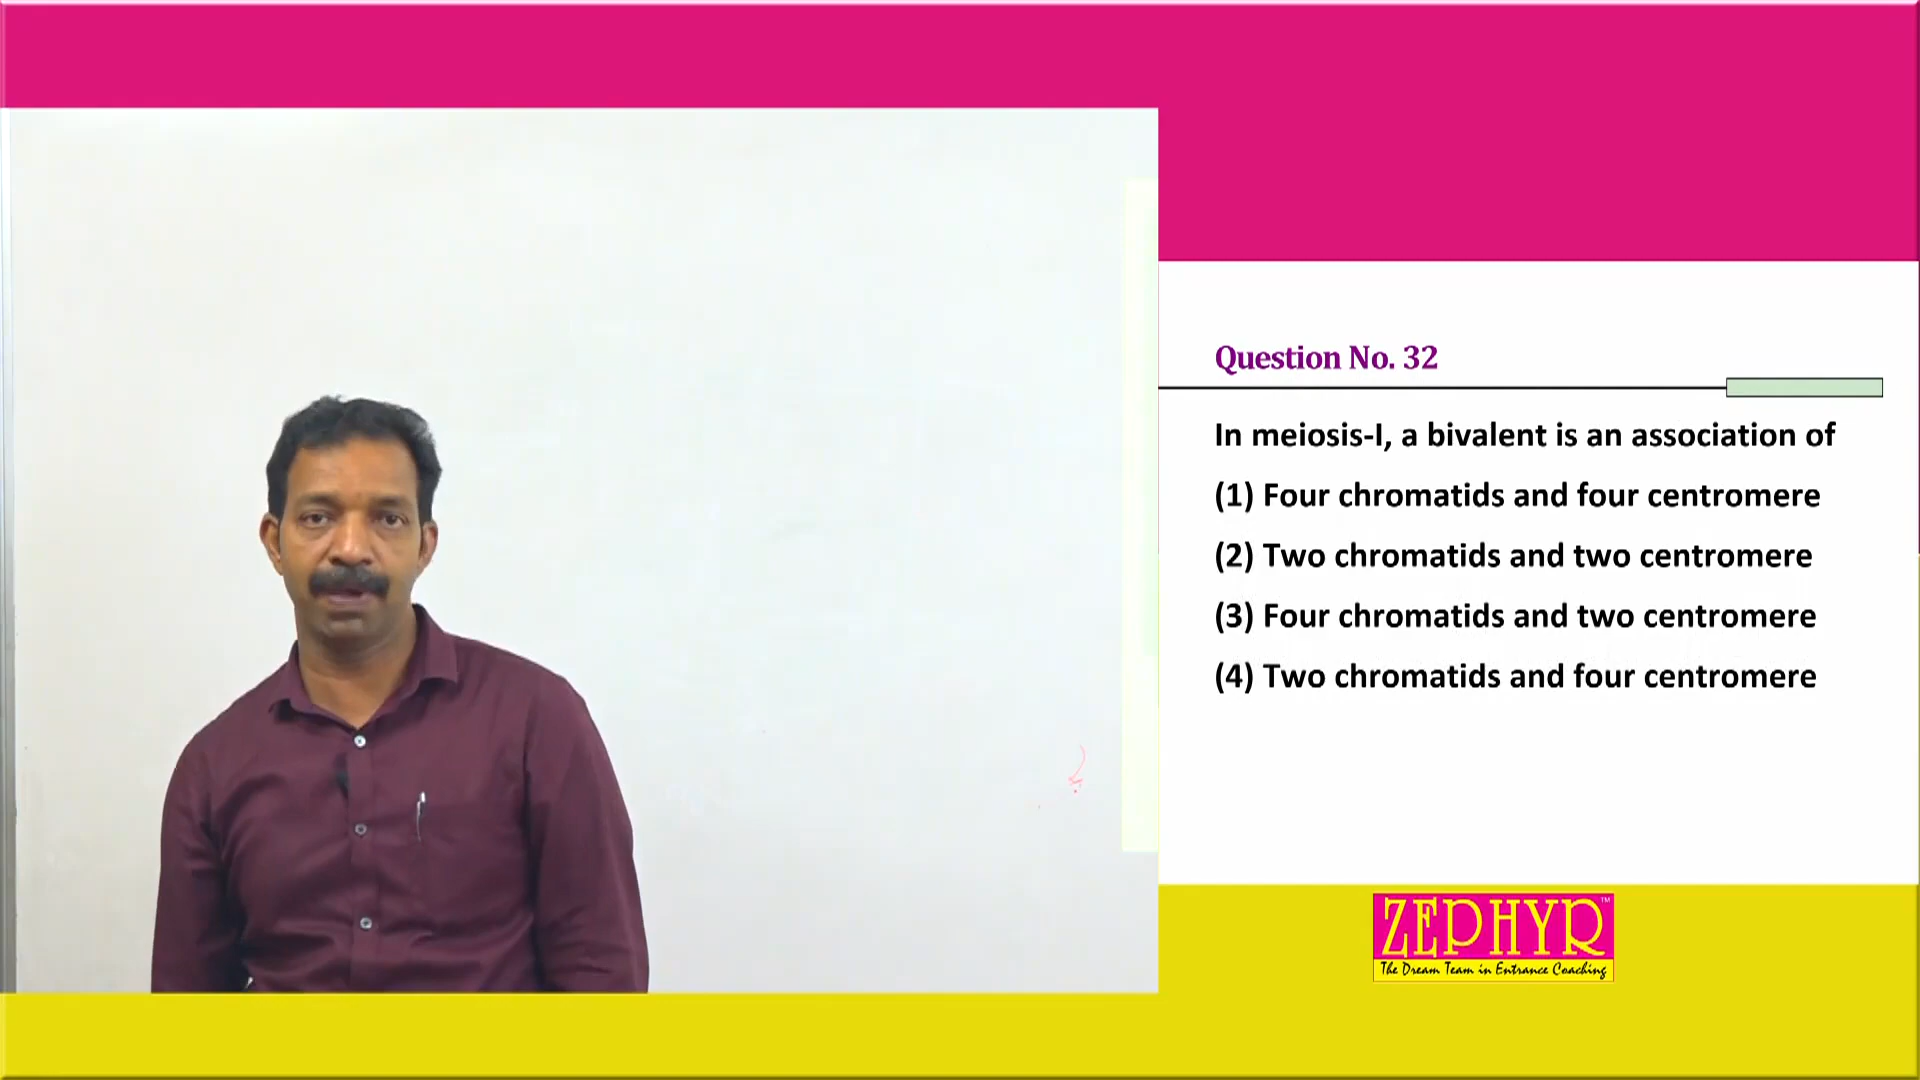 Question No. 32
In meiosis-I, a bivalent is an association of
(1) Four chromatids and four centromere
(2) Two chromatids and two centromere
(3) Four chromatids and two centromere
(4) Two chromatids and four centromere
ZEPHYR™
The Dream Team in Entrance Coaching